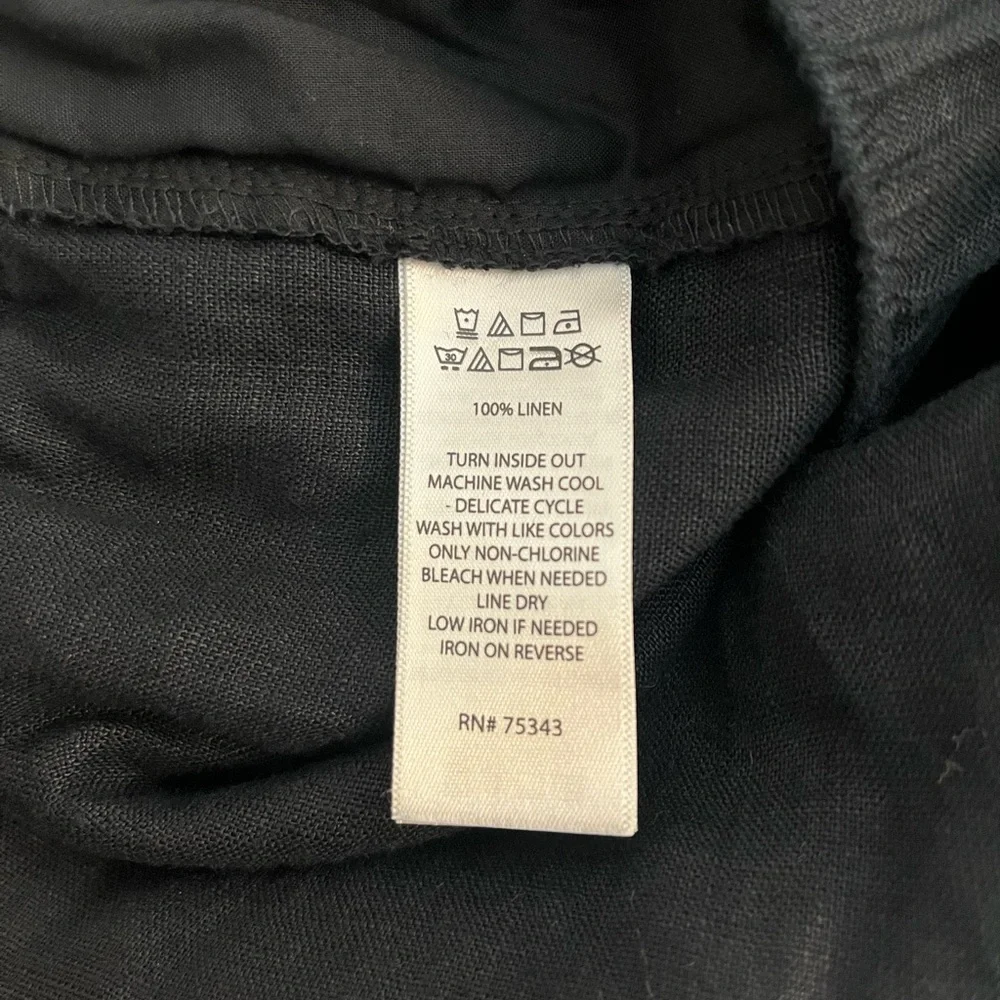 30
100% LINEN
TURN INSIDE OUT
MACHINE WASH COOL
- DELICATE CYCLE
WASH WITH LIKE COLORS
ONLY NON-CHLORINE
BLEACH WHEN NEEDED
LINE DRY
LOW IRON IF NEEDED
IRON ON REVERSE
RN# 75343